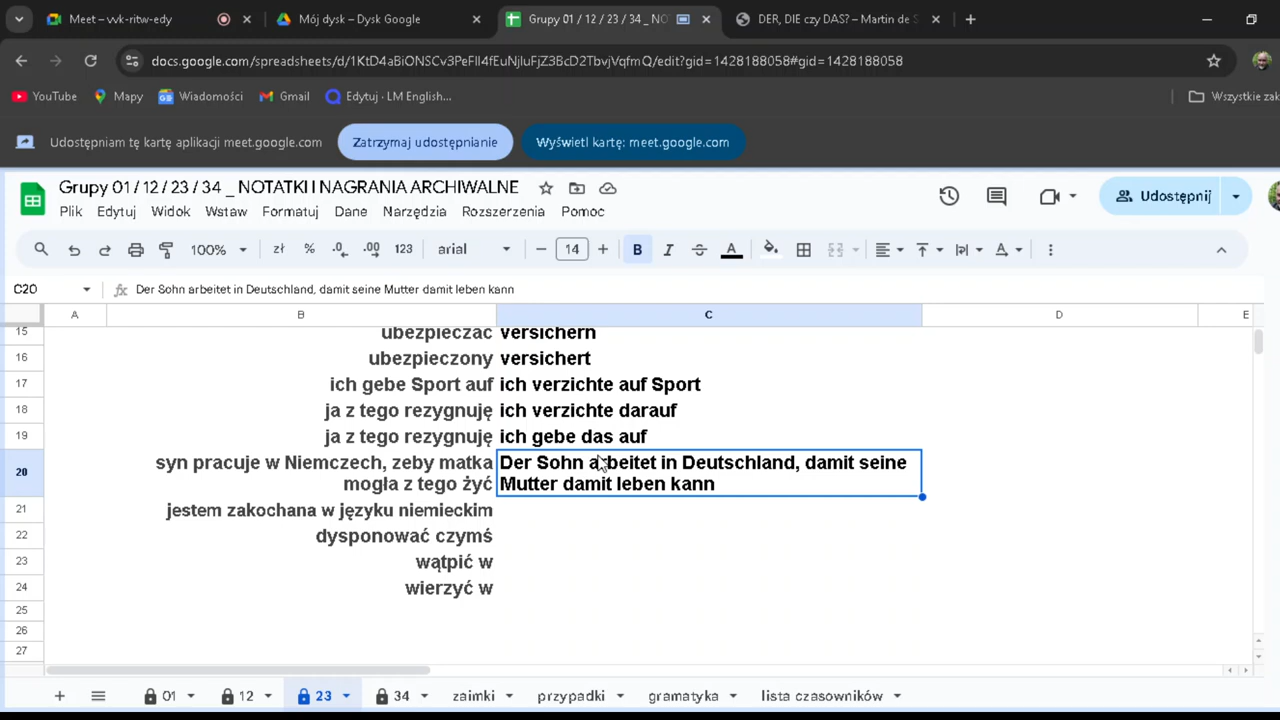 Meet – vvk-ritw-edy
Mój dysk – Dysk Google
Grupy 01 / 12 / 23 / 34 _ NO
DER, DIE czy DAS? – Martin de S
docs.google.com/spreadsheets/d/1KtD4aBiONSCv3PeFlI4fEuNjluFjZ3BcD2TbvjVqfmQ/edit?gid=1428188058#gid=1428188058
YouTube
Mapy
Wiadomości
Gmail
Edytuj · LM English...
Wszystkie zak
Udostępniam tę kartę aplikacji meet.google.com
Zatrzymaj udostępnianie
Wyświetl kartę: meet.google.com
Grupy 01 / 12 / 23 / 34 _ NOTATKI I NAGRANIA ARCHIWALNE
Plik Edytuj Widok Wstaw Formatuj Dane Narzędzia Rozszerzenia Pomoc
Udostępnij
100% zł % .0 .00 123 arial 14 B I A
C20 fx Der Sohn arbeitet in Deutschland, damit seine Mutter damit leben kann
A B C D E
15 ubezpieczać versichern
16 ubezpieczony versichert
17 ich gebe Sport auf ich verzichte auf Sport
18 ja z tego rezygnuję ich verzichte darauf
19 ja z tego rezygnuję ich gebe das auf
20 syn pracuje w Niemczech, zeby matka mogła z tego żyć
Der Sohn arbeitet in Deutschland, damit seine
Mutter damit leben kann
21 jestem zakochana w języku niemieckim
22 dysponować czymś
23 wątpić w
24 wierzyć w
25
26
27
01 12 23 34 zaimki przypadki gramatyka lista czasowników